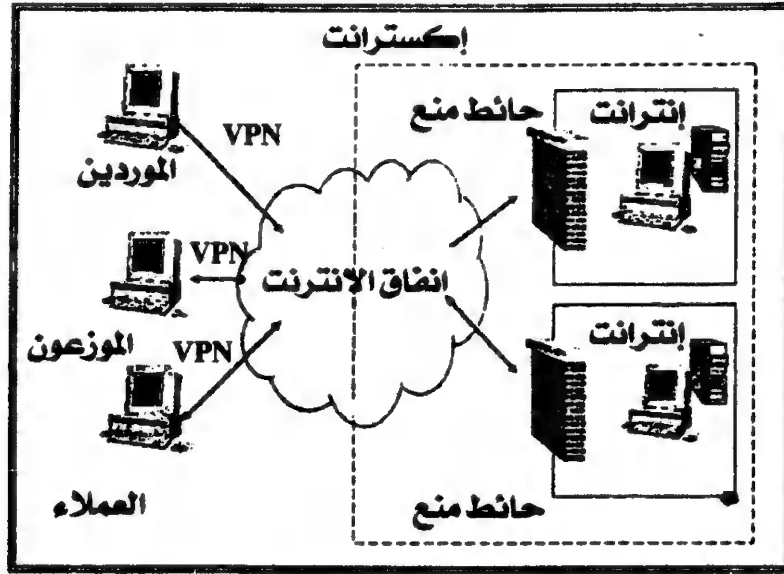 إكسترانت
إنترانت
حائط منع
VPN
الموردين
VPN
انفاق الانترنت
إنترانت
الموزعون
VPN
العملاء
حائط منع